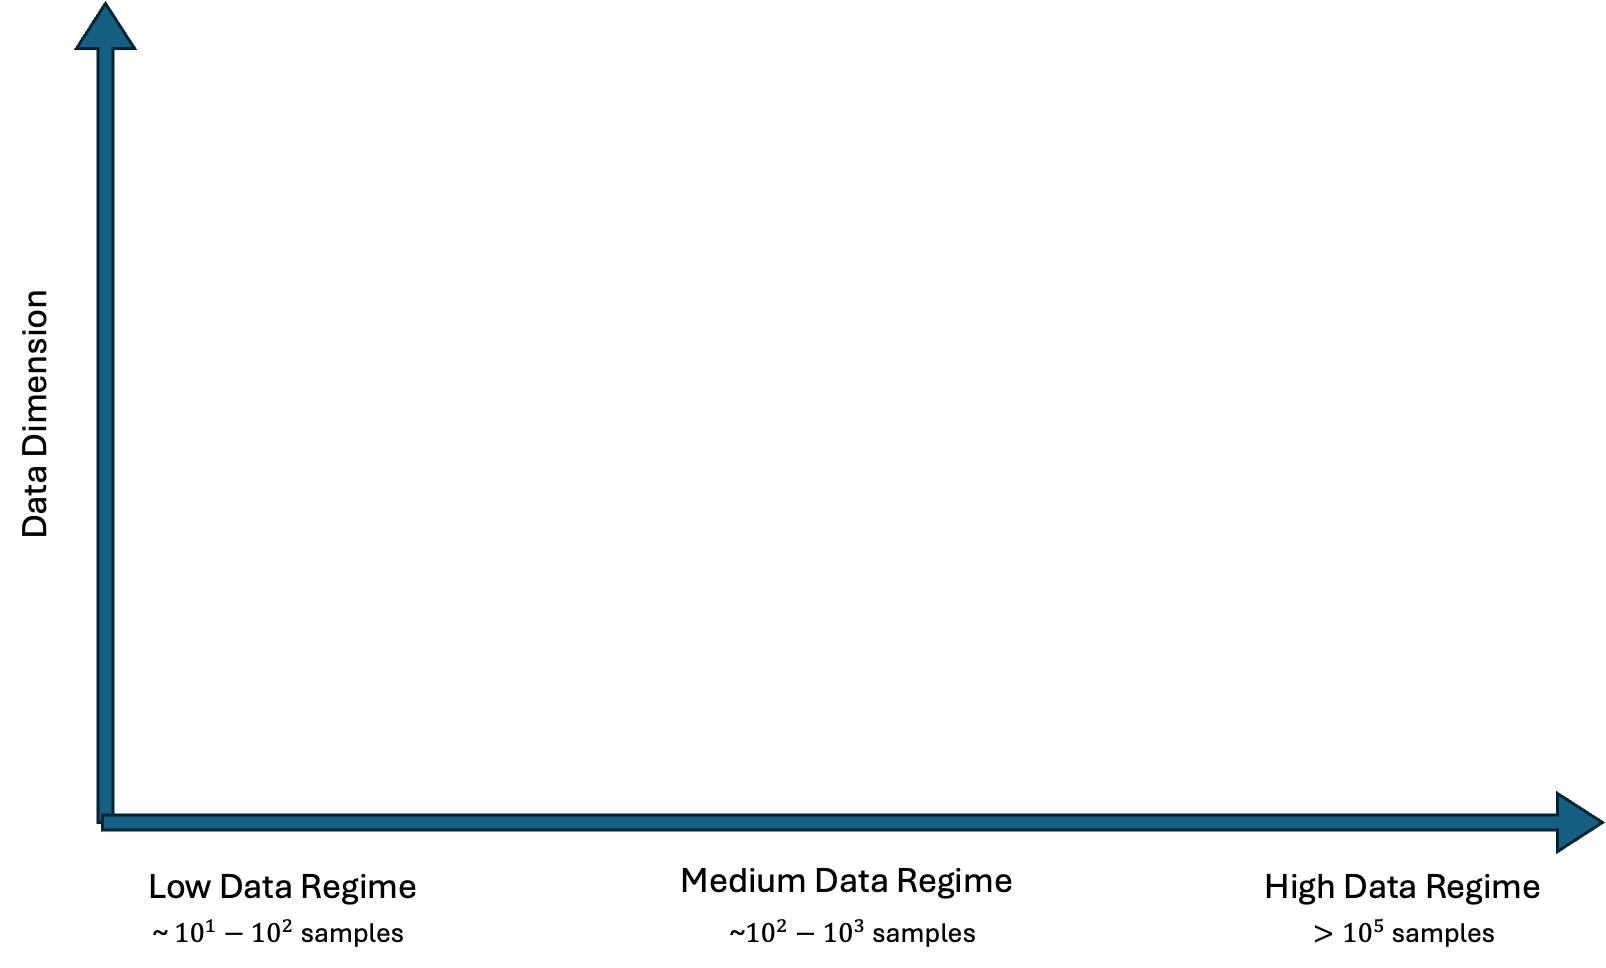 Data Dimension
Low Data Regime
~ 10¹ − 10² samples
Medium Data Regime
~10² − 10³ samples
High Data Regime
> 10⁵ samples